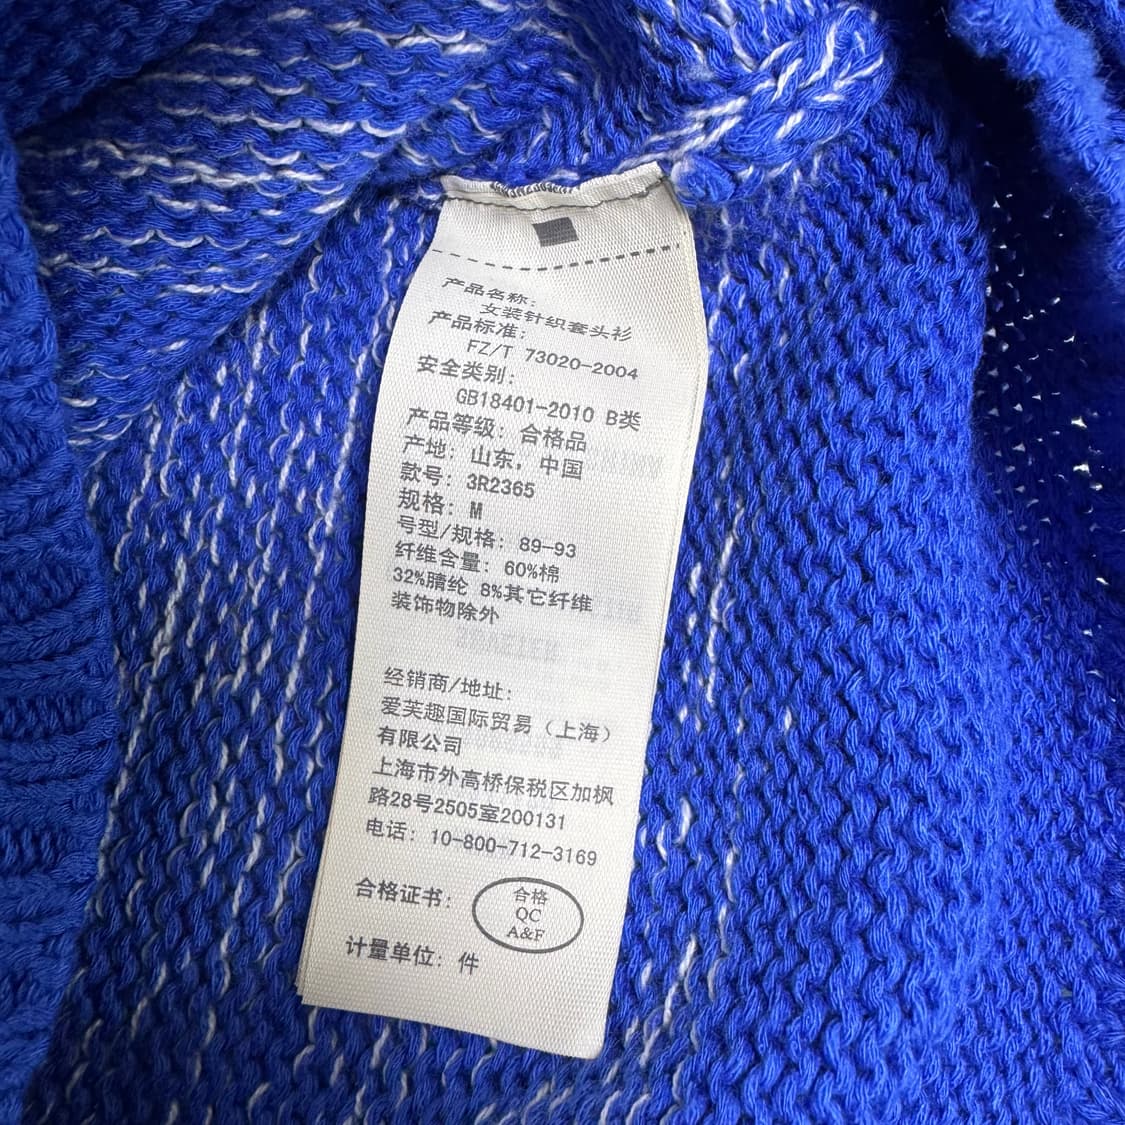 产品名称:
女装针织套头衫
产品标准:
FZ/T 73020-2004
安全类别:
GB18401-2010 B类
产品等级: 合格品
产地: 山东, 中国
款号: 3R2365
规格: M
号型/规格: 89-93
纤维含量: 60%棉
32%腈纶 8%其它纤维
装饰物除外
经销商/地址:
爱芙趣国际贸易（上海）
有限公司
上海市外高桥保税区加枫
路28号2505室200131
电话: 10-800-712-3169
合格证书:
合格
QC
A&F
计量单位: 件